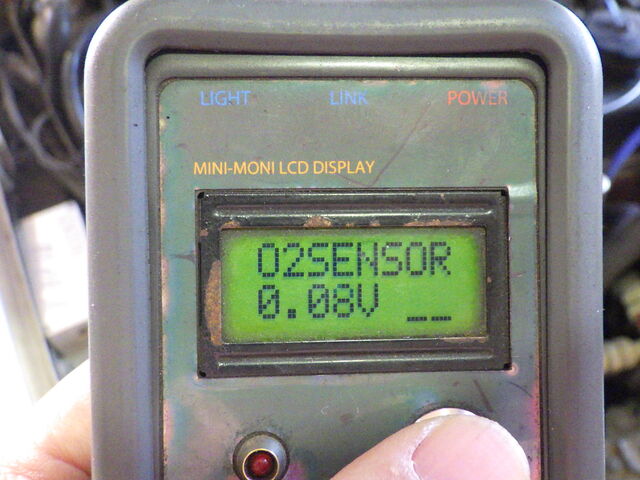 LIGHT LINK POWER
MINI-MONI LCD DISPLAY
O2SENSOR
0.08V __